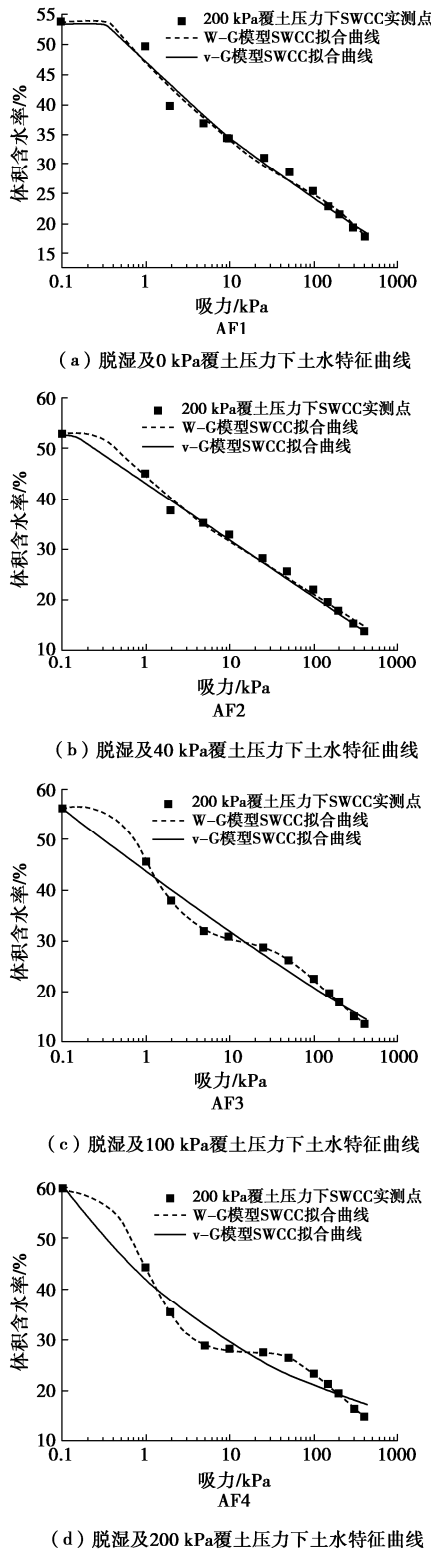 55
50
45
40
35
30
25
20
15
体积含水率/%
200 kPa覆土压力下SWCC实测点
W-G模型SWCC拟合曲线
v-G模型SWCC拟合曲线
0.1 1 10 100 1000
吸力/kPa
AF1
(a)脱湿及0 kPa覆土压力下土水特征曲线
60
50
40
30
20
10
体积含水率/%
200 kPa覆土压力下SWCC实测点
W-G模型SWCC拟合曲线
v-G模型SWCC拟合曲线
0.1 1 10 100 1000
吸力/kPa
AF2
(b)脱湿及40 kPa覆土压力下土水特征曲线
60
50
40
30
20
10
体积含水率/%
200 kPa覆土压力下SWCC实测点
W-G模型SWCC拟合曲线
v-G模型SWCC拟合曲线
0.1 1 10 100 1000
吸力/kPa
AF3
(c)脱湿及100 kPa覆土压力下土水特征曲线
60
50
40
30
20
10
体积含水率/%
200 kPa覆土压力下SWCC实测点
W-G模型SWCC拟合曲线
v-G模型SWCC拟合曲线
0.1 1 10 100 1000
吸力/kPa
AF4
(d)脱湿及200 kPa覆土压力下土水特征曲线